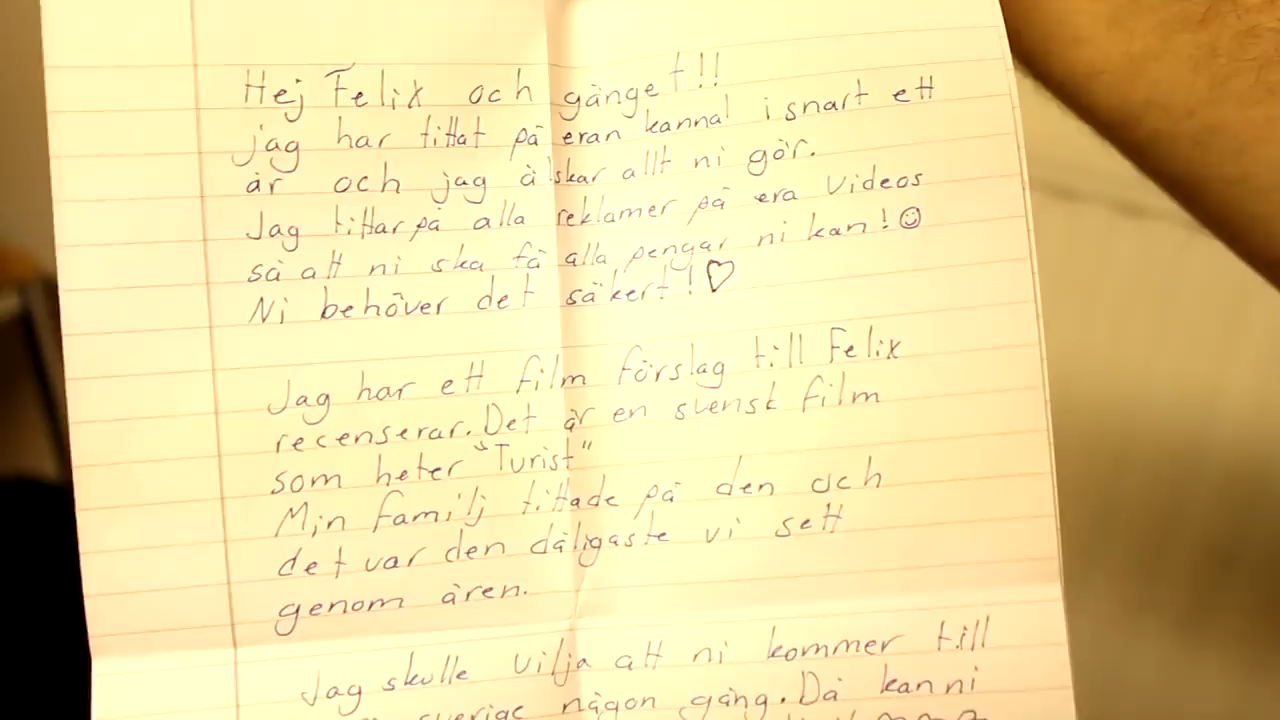 Hej Felix och gänget!!
jag har tittat på eran kannal i snart ett
år och jag älskar allt ni gör.
Jag tittar på alla reklamer på era videos
så att ni ska få alla pengar ni kan! ☺
Ni behöver det säkert! ♡
Jag har ett film förslag till Felix
recenserar. Det är en svensk film
som heter "Turist"
Min familj tittade på den och
det var den dåligaste vi sett
genom åren.
Jag skulle vilja att ni kommer till
sverige någon gång. Då kan ni